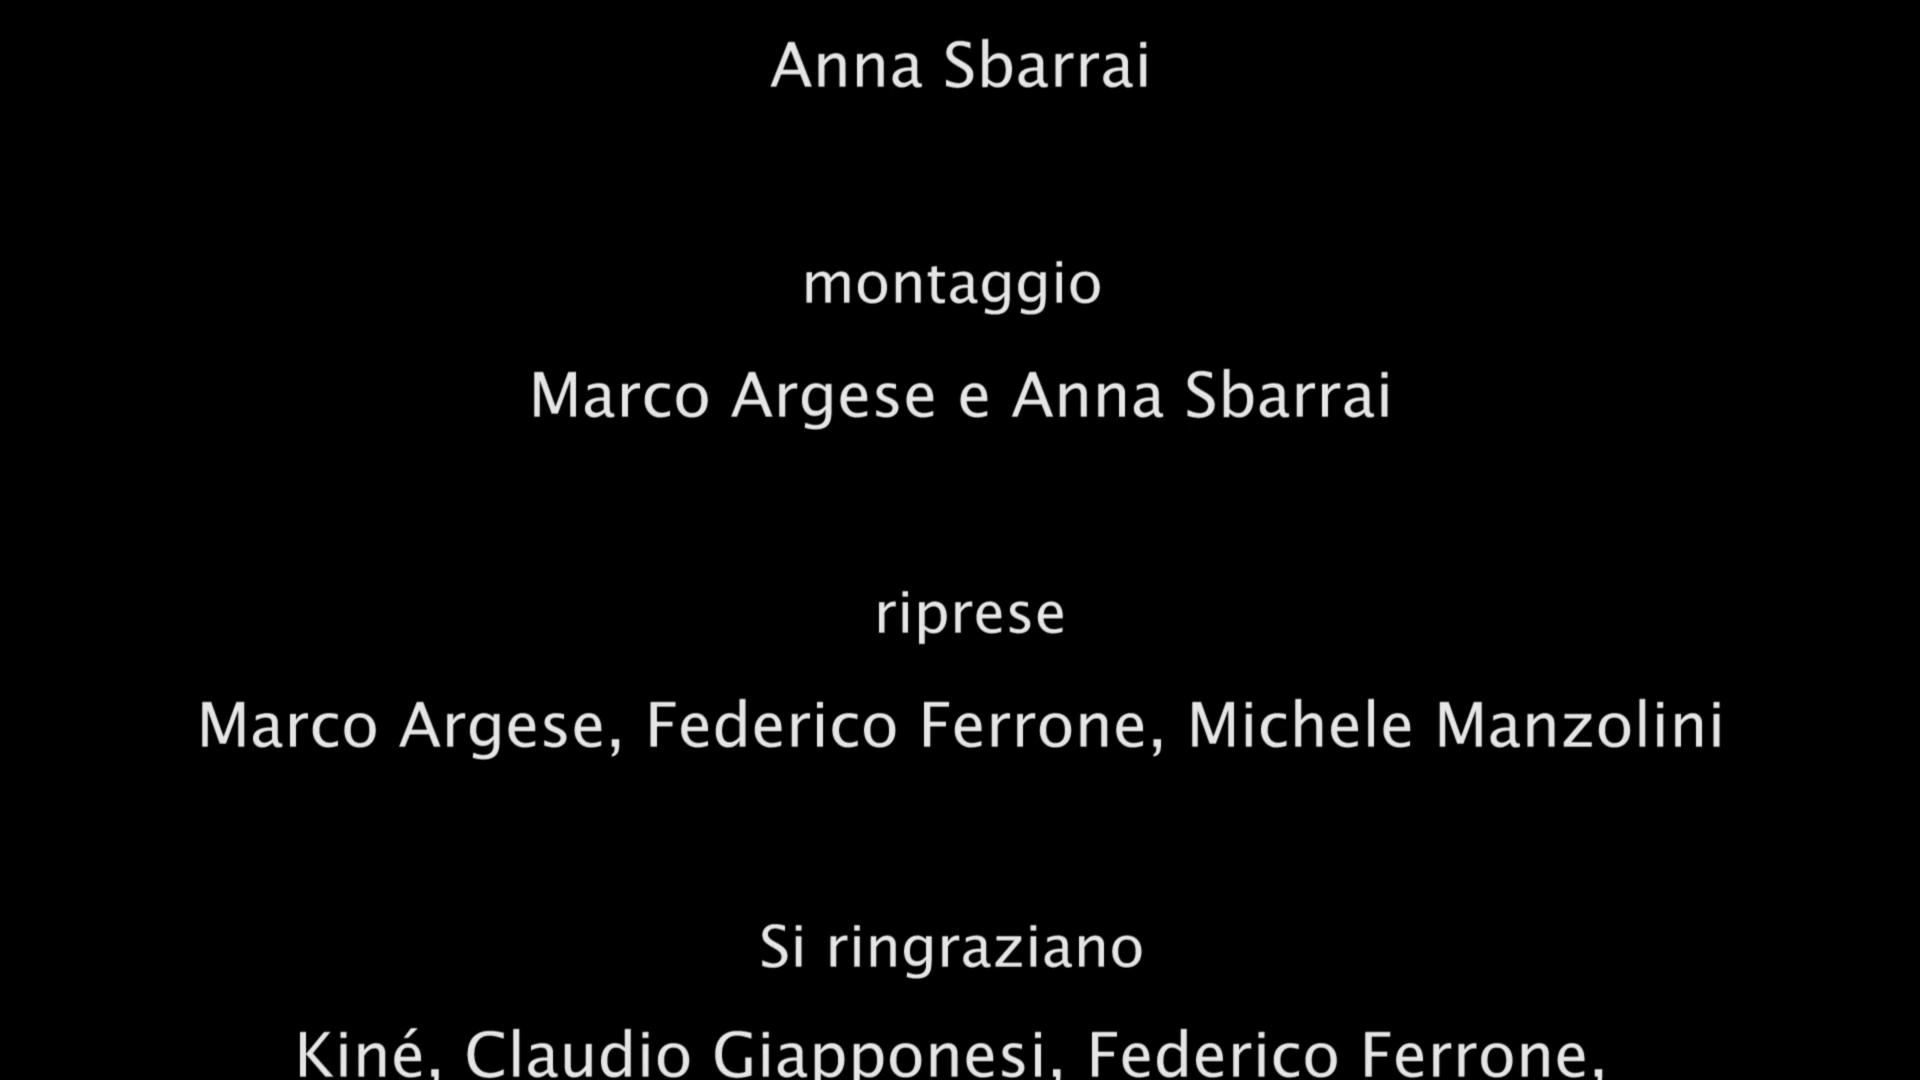 Anna Sbarrai
montaggio
Marco Argese e Anna Sbarrai
riprese
Marco Argese, Federico Ferrone, Michele Manzolini
Si ringraziano
Kiné, Claudio Giapponesi, Federico Ferrone,